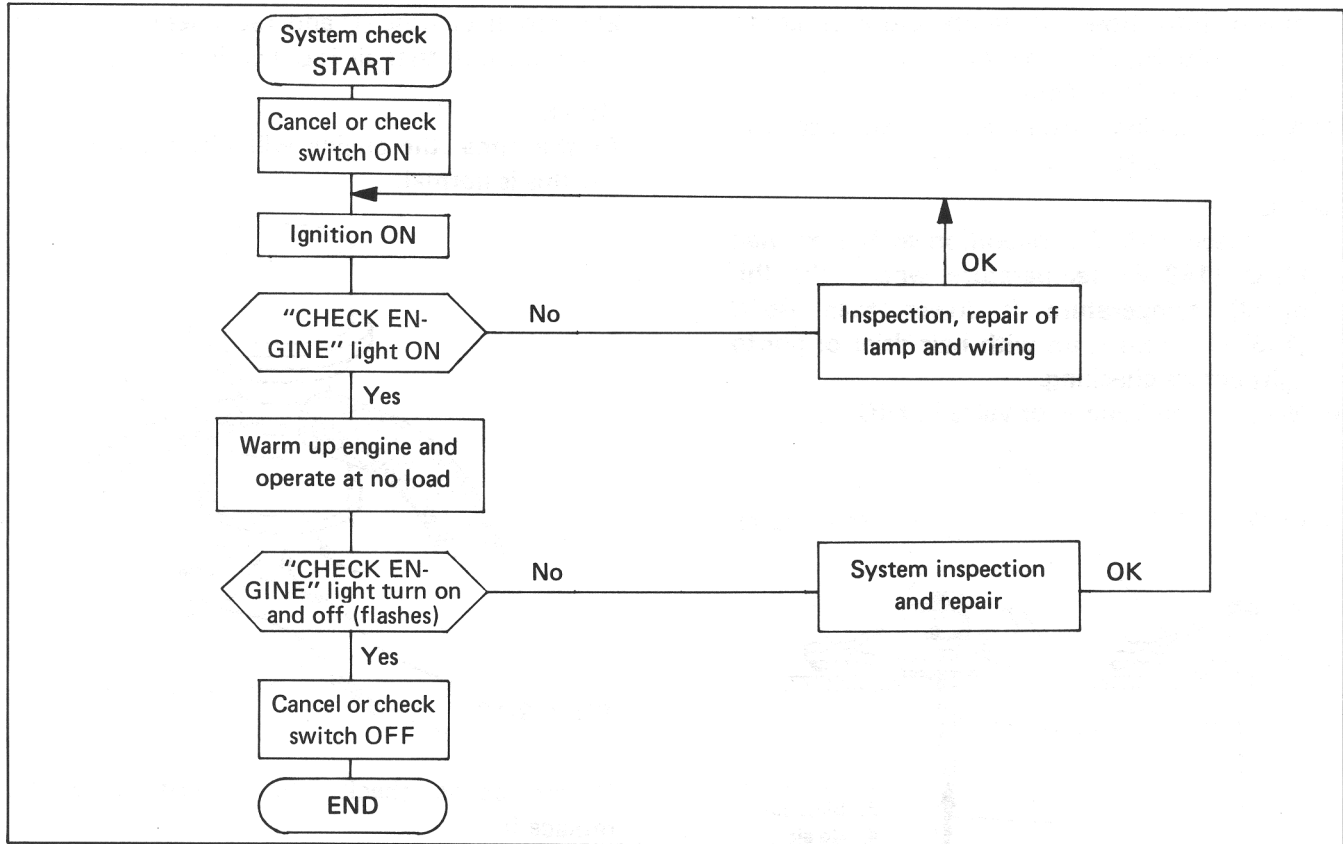 System check
START
Cancel or check
switch ON
Ignition ON
OK
"CHECK EN-
GINE" light ON
No
Inspection, repair of
lamp and wiring
Yes
Warm up engine and
operate at no load
"CHECK EN-
GINE" light turn on
and off (flashes)
No
System inspection
and repair
OK
Yes
Cancel or check
switch OFF
END